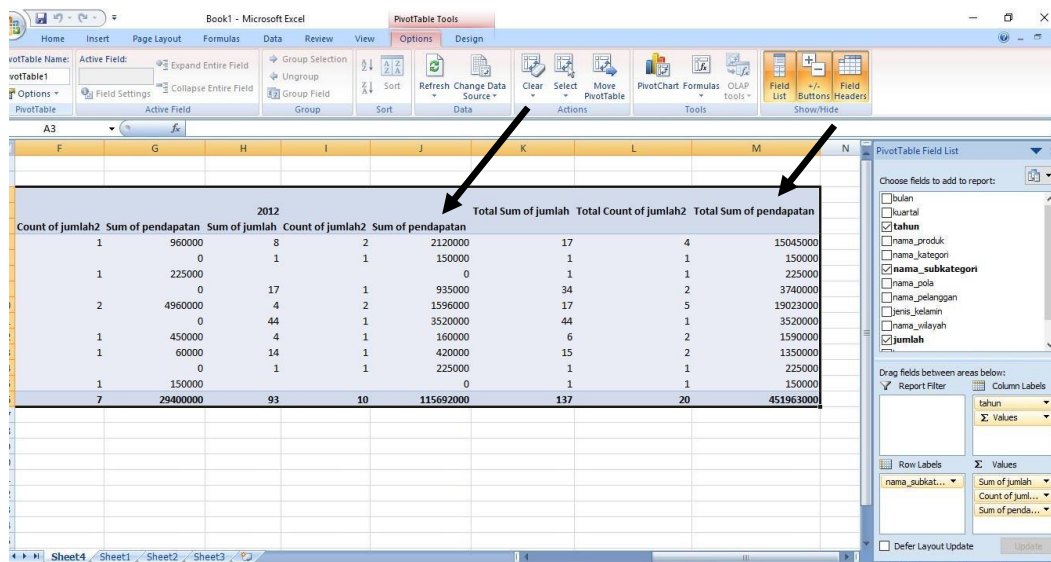 Book1 - Microsoft Excel PivotTable Tools
Home Insert Page Layout Formulas Data Review View Options Design
PivotTable Name: Active Field:
PivotTable1
Options
Field Settings
Expand Entire Field
Collapse Entire Field
Group Selection
Ungroup
Group Field
Sort
Refresh Change Data Source
Clear Select Move PivotTable
PivotChart Formulas OLAP tools
Field List +/- Buttons Field Headers
PivotTable Active Field Group Sort Data Actions Tools Show/Hide
A3 fx
F G H I J K L M N
2012 Total Sum of jumlah Total Count of jumlah2 Total Sum of pendapatan
Count of jumlah2 Sum of pendapatan Sum of jumlah Count of jumlah2 Sum of pendapatan
1 960000 8 2 2120000 17 4 15045000
0 1 1 150000 1 1 150000
1 225000 0 1 1 225000
0 17 1 935000 34 2 3740000
2 4960000 4 2 1596000 17 5 19023000
0 44 1 3520000 44 1 3520000
1 450000 4 1 160000 6 2 1590000
1 60000 14 1 420000 15 2 1350000
0 1 1 225000 1 1 225000
1 150000 0 1 1 150000
7 29400000 93 10 115692000 137 20 451963000
PivotTable Field List
Choose fields to add to report:
bulan
kuartal
tahun
nama_produk
nama_kategori
nama_subkategori
nama_pola
nama_pelanggan
jenis_kelamin
nama_wilayah
jumlah
Drag fields between areas below:
Report Filter Column Labels
tahun
Σ Values
Row Labels Σ Values
nama_subkat... Sum of jumlah
Count of juml...
Sum of penda...
Defer Layout Update Update
Sheet4 Sheet1 Sheet2 Sheet3